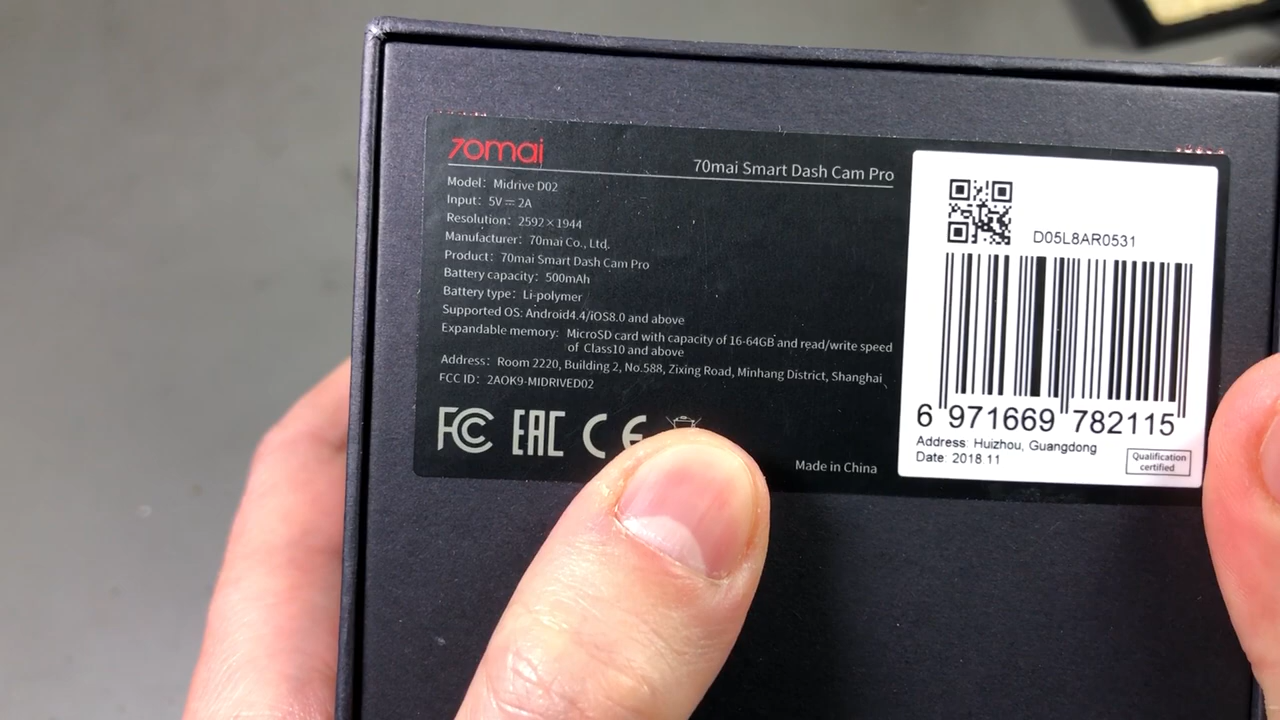 70mai
70mai Smart Dash Cam Pro
Model: Midrive D02
Input: 5V⎓2A
Resolution: 2592×1944
Manufacturer: 70mai Co., Ltd.
Product: 70mai Smart Dash Cam Pro
Battery capacity: 500mAh
Battery type: Li-polymer
Supported OS: Android4.4/iOS8.0 and above
Expandable memory: MicroSD card with capacity of 16-64GB and read/write speed
of Class10 and above
Address: Room 2220, Building 2, No.588, Zixing Road, Minhang District, Shanghai
FCC ID: 2AOK9-MIDRIVED02
FC EAC CE
Made in China
D05L8AR0531
6 971669 782115
Address: Huizhou, Guangdong
Date: 2018.11
Qualification
certified